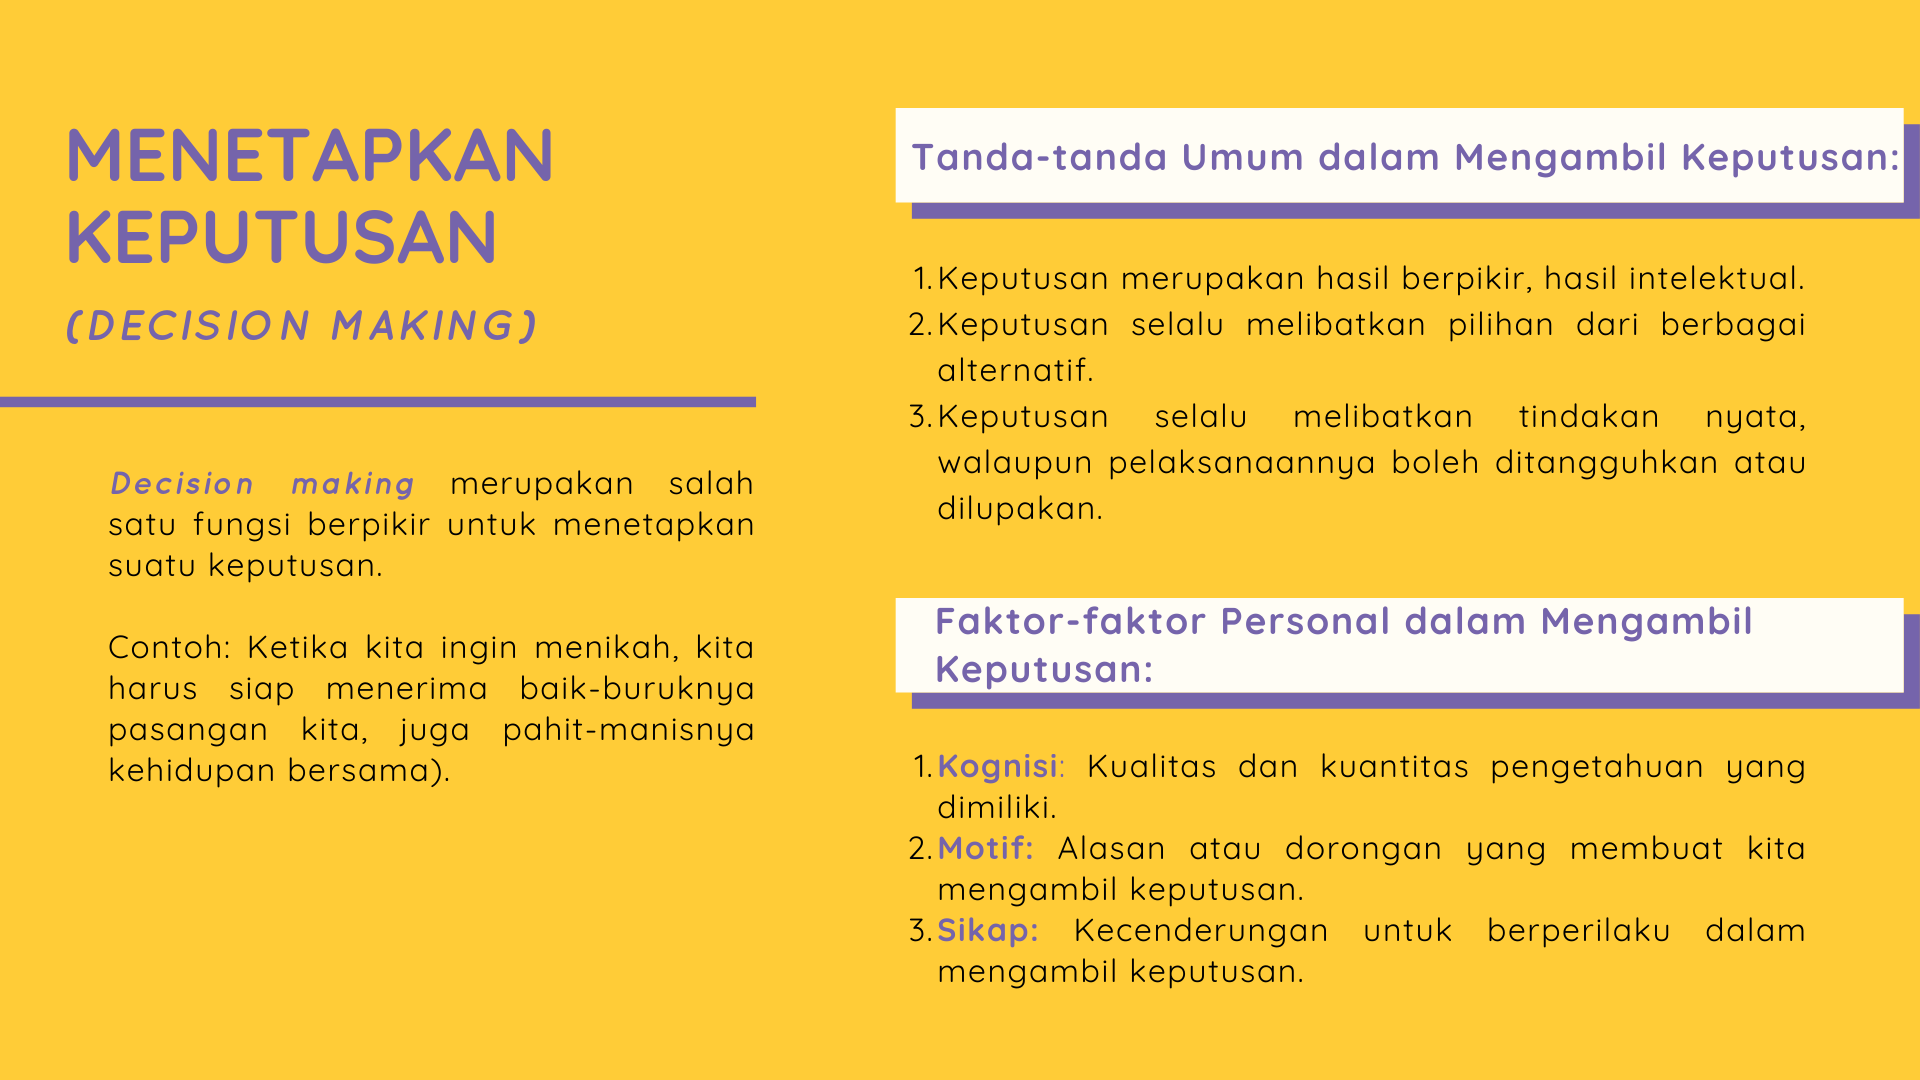 MENETAPKAN
KEPUTUSAN
(DECISION MAKING)
Decision making merupakan salah
satu fungsi berpikir untuk menetapkan
suatu keputusan.
Contoh: Ketika kita ingin menikah, kita
harus siap menerima baik-buruknya
pasangan kita, juga pahit-manisnya
kehidupan bersama).
Tanda-tanda Umum dalam Mengambil Keputusan:
1. Keputusan merupakan hasil berpikir, hasil intelektual.
2. Keputusan selalu melibatkan pilihan dari berbagai
alternatif.
3. Keputusan selalu melibatkan tindakan nyata,
walaupun pelaksanaannya boleh ditangguhkan atau
dilupakan.
Faktor-faktor Personal dalam Mengambil
Keputusan:
1. Kognisi: Kualitas dan kuantitas pengetahuan yang
dimiliki.
2. Motif: Alasan atau dorongan yang membuat kita
mengambil keputusan.
3. Sikap: Kecenderungan untuk berperilaku dalam
mengambil keputusan.